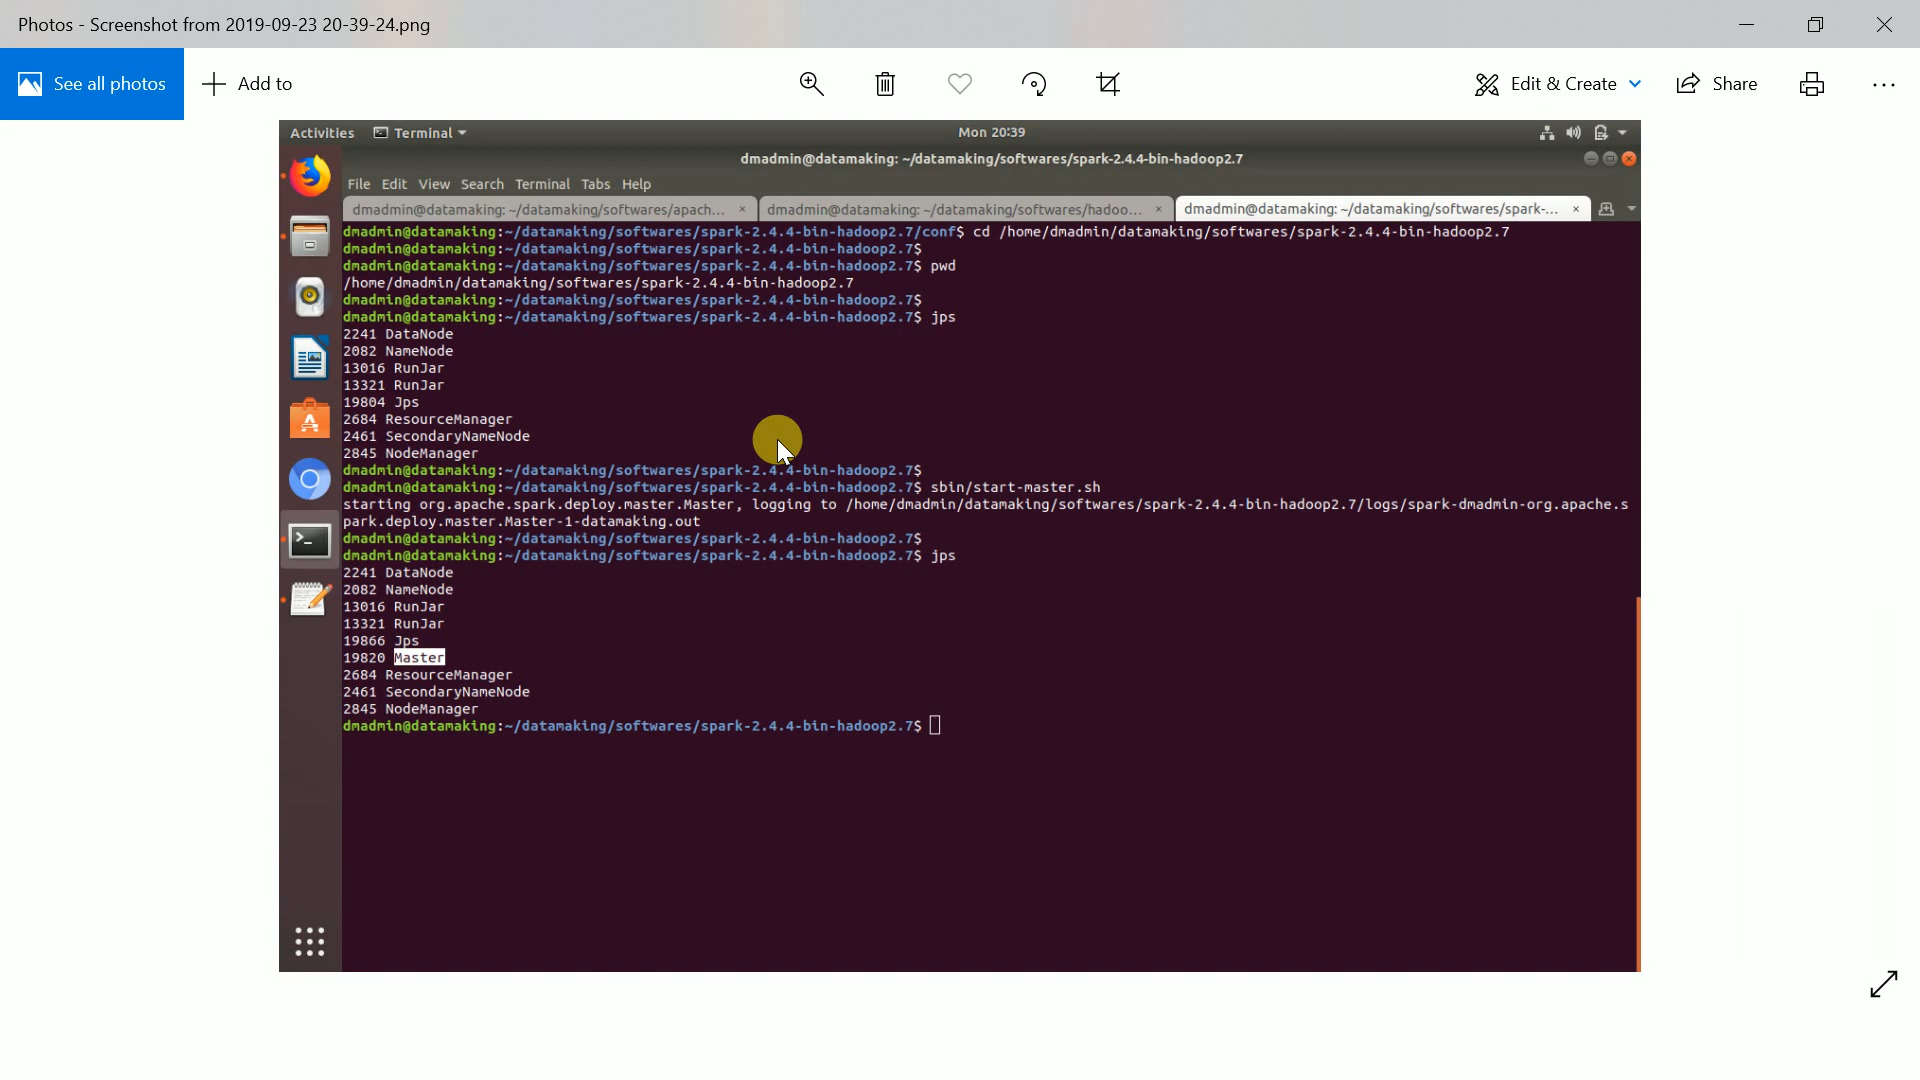 Photos - Screenshot from 2019-09-23 20-39-24.png
See all photos
Add to
Edit & Create
Share
Activities
Terminal
Mon 20:39
dmadmin@datamaking: ~/datamaking/softwares/spark-2.4.4-bin-hadoop2.7
File Edit View Search Terminal Tabs Help
dmadmin@datamaking: ~/datamaking/softwares/apach...
dmadmin@datamaking: ~/datamaking/softwares/hadoo...
dmadmin@datamaking: ~/datamaking/softwares/spark-...
dmadmin@datamaking:~/datamaking/softwares/spark-2.4.4-bin-hadoop2.7/conf$ cd /home/dmadmin/datamaking/softwares/spark-2.4.4-bin-hadoop2.7
dmadmin@datamaking:~/datamaking/softwares/spark-2.4.4-bin-hadoop2.7$
dmadmin@datamaking:~/datamaking/softwares/spark-2.4.4-bin-hadoop2.7$ pwd
/home/dmadmin/datamaking/softwares/spark-2.4.4-bin-hadoop2.7
dmadmin@datamaking:~/datamaking/softwares/spark-2.4.4-bin-hadoop2.7$
dmadmin@datamaking:~/datamaking/softwares/spark-2.4.4-bin-hadoop2.7$ jps
2241 DataNode
2082 NameNode
13016 RunJar
13321 RunJar
19804 Jps
2684 ResourceManager
2461 SecondaryNameNode
2845 NodeManager
dmadmin@datamaking:~/datamaking/softwares/spark-2.4.4-bin-hadoop2.7$
dmadmin@datamaking:~/datamaking/softwares/spark-2.4.4-bin-hadoop2.7$ sbin/start-master.sh
starting org.apache.spark.deploy.master.Master, logging to /home/dmadmin/datamaking/softwares/spark-2.4.4-bin-hadoop2.7/logs/spark-dmadmin-org.apache.s
park.deploy.master.Master-1-datamaking.out
dmadmin@datamaking:~/datamaking/softwares/spark-2.4.4-bin-hadoop2.7$
dmadmin@datamaking:~/datamaking/softwares/spark-2.4.4-bin-hadoop2.7$ jps
2241 DataNode
2082 NameNode
13016 RunJar
13321 RunJar
19866 Jps
19820 Master
2684 ResourceManager
2461 SecondaryNameNode
2845 NodeManager
dmadmin@datamaking:~/datamaking/softwares/spark-2.4.4-bin-hadoop2.7$